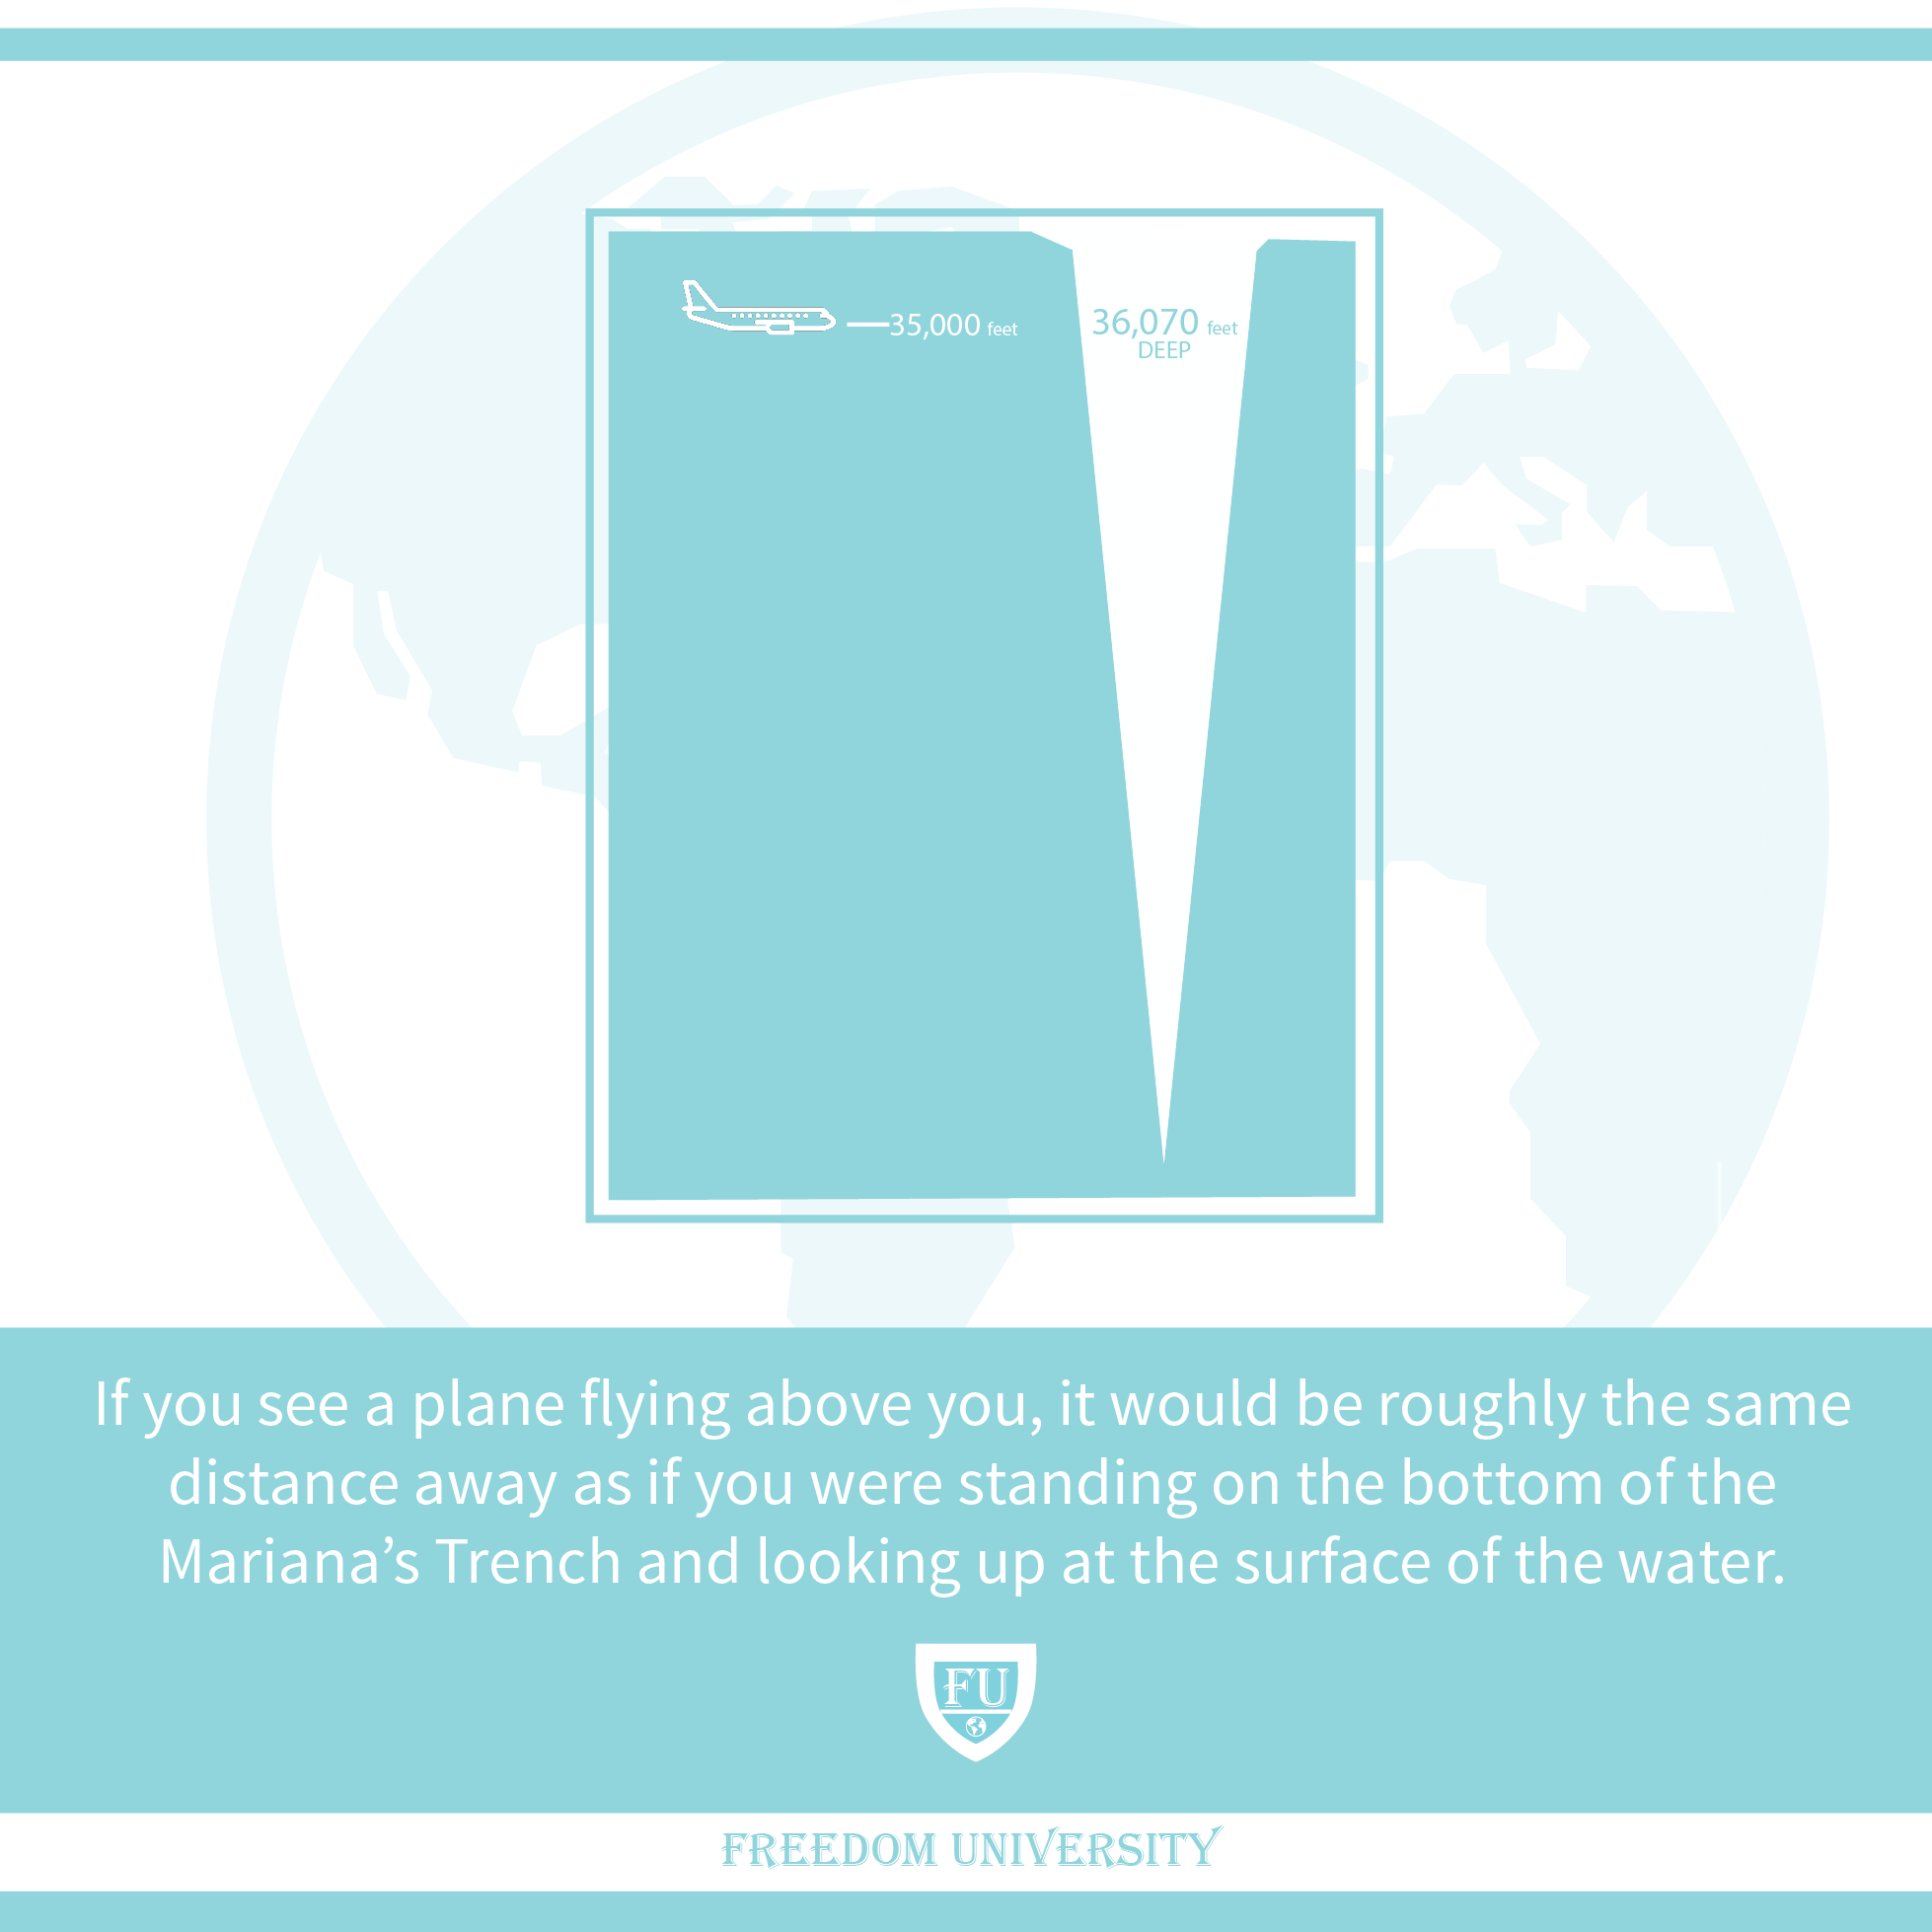 35,000 feet
36,070 feet
DEEP
If you see a plane flying above you, it would be roughly the same
distance away as if you were standing on the bottom of the
Mariana’s Trench and looking up at the surface of the water.
FU
FREEDOM UNIVERSITY